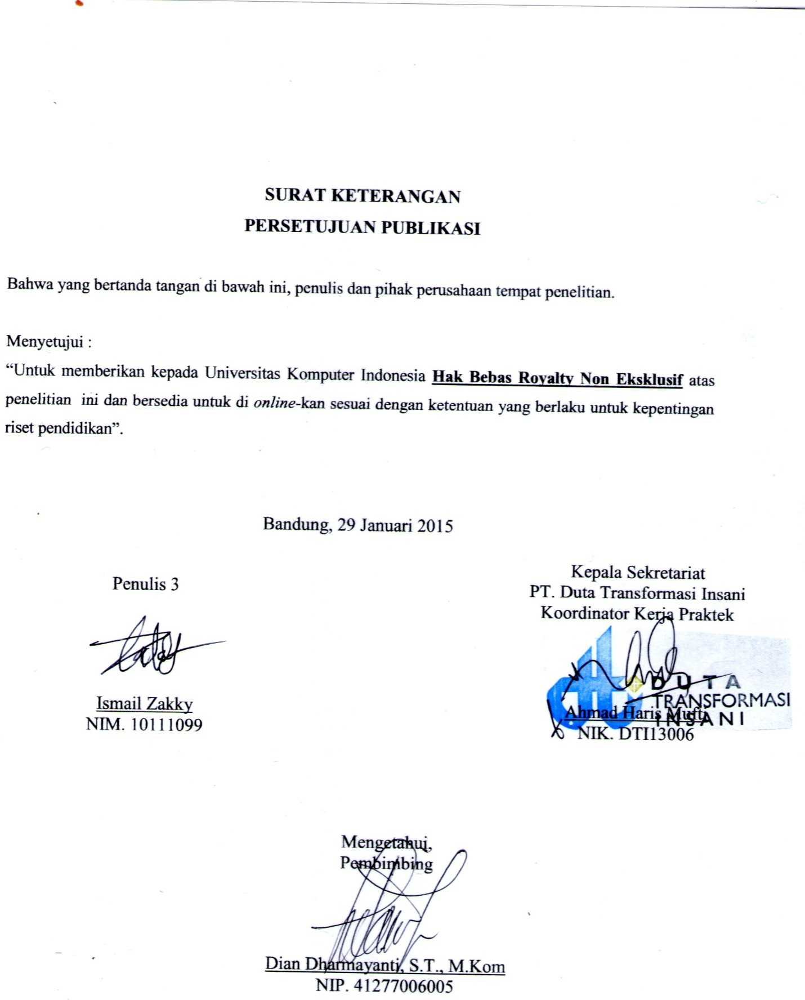 SURAT KETERANGAN
PERSETUJUAN PUBLIKASI
Bahwa yang bertanda tangan di bawah ini, penulis dan pihak perusahaan tempat penelitian.
Menyetujui :
“Untuk memberikan kepada Universitas Komputer Indonesia Hak Bebas Royalty Non Eksklusif atas
penelitian ini dan bersedia untuk di online-kan sesuai dengan ketentuan yang berlaku untuk kepentingan
riset pendidikan”.
Bandung, 29 Januari 2015
Penulis 3
Ismail Zakky
NIM. 10111099
Kepala Sekretariat
PT. Duta Transformasi Insani
Koordinator Kerja Praktek
DUTA
TRANSFORMASI
INSANI
Ahmad Haris Mufti
NIK. DTI13006
Mengetahui,
Pembimbing
Dian Dharmayanti, S.T., M.Kom
NIP. 41277006005